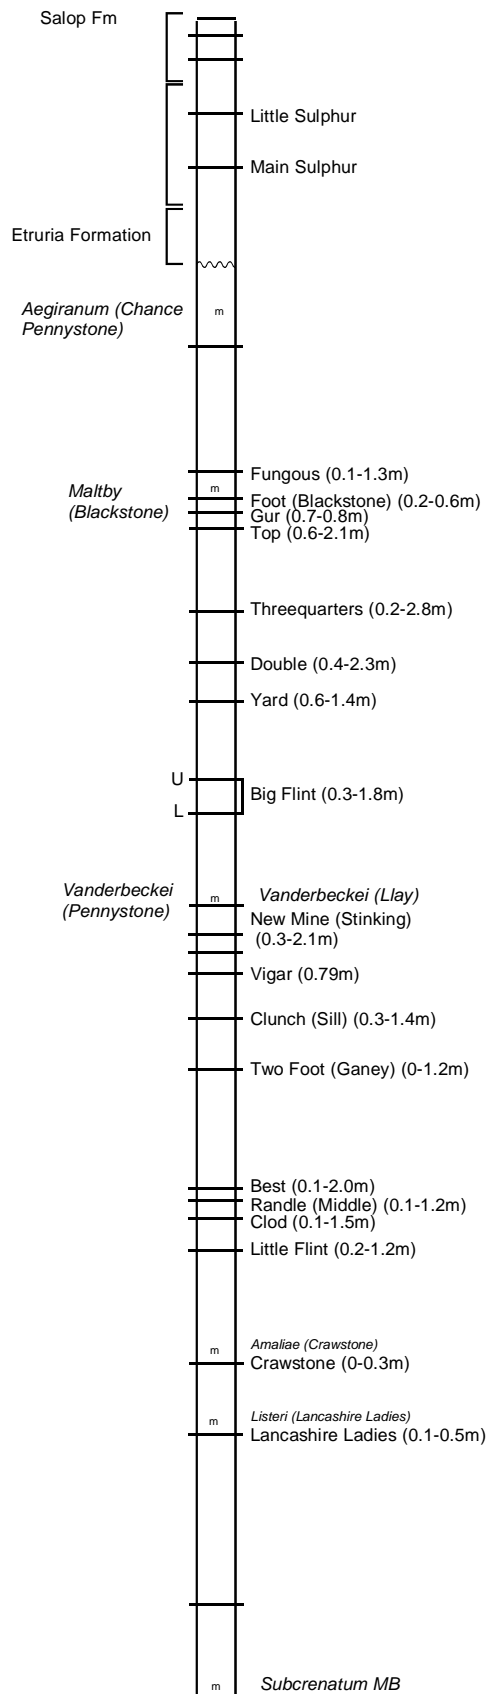 Salop Fm
Little Sulphur
Main Sulphur
Etruria Formation
Aegiranum (Chance
Pennystone)
m
Fungous (0.1-1.3m)
Maltby
(Blackstone)
m
Foot (Blackstone) (0.2-0.6m)
Gur (0.7-0.8m)
Top (0.6-2.1m)
Threequarters (0.2-2.8m)
Double (0.4-2.3m)
Yard (0.6-1.4m)
U
Big Flint (0.3-1.8m)
L
Vanderbeckei
(Pennystone)
m
Vanderbeckei (Llay)
New Mine (Stinking)
(0.3-2.1m)
Vigar (0.79m)
Clunch (Sill) (0.3-1.4m)
Two Foot (Ganey) (0-1.2m)
Best (0.1-2.0m)
Randle (Middle) (0.1-1.2m)
Clod (0.1-1.5m)
Little Flint (0.2-1.2m)
m
Amaliae (Crawstone)
Crawstone (0-0.3m)
m
Listeri (Lancashire Ladies)
Lancashire Ladies (0.1-0.5m)
m
Subcrenatum MB